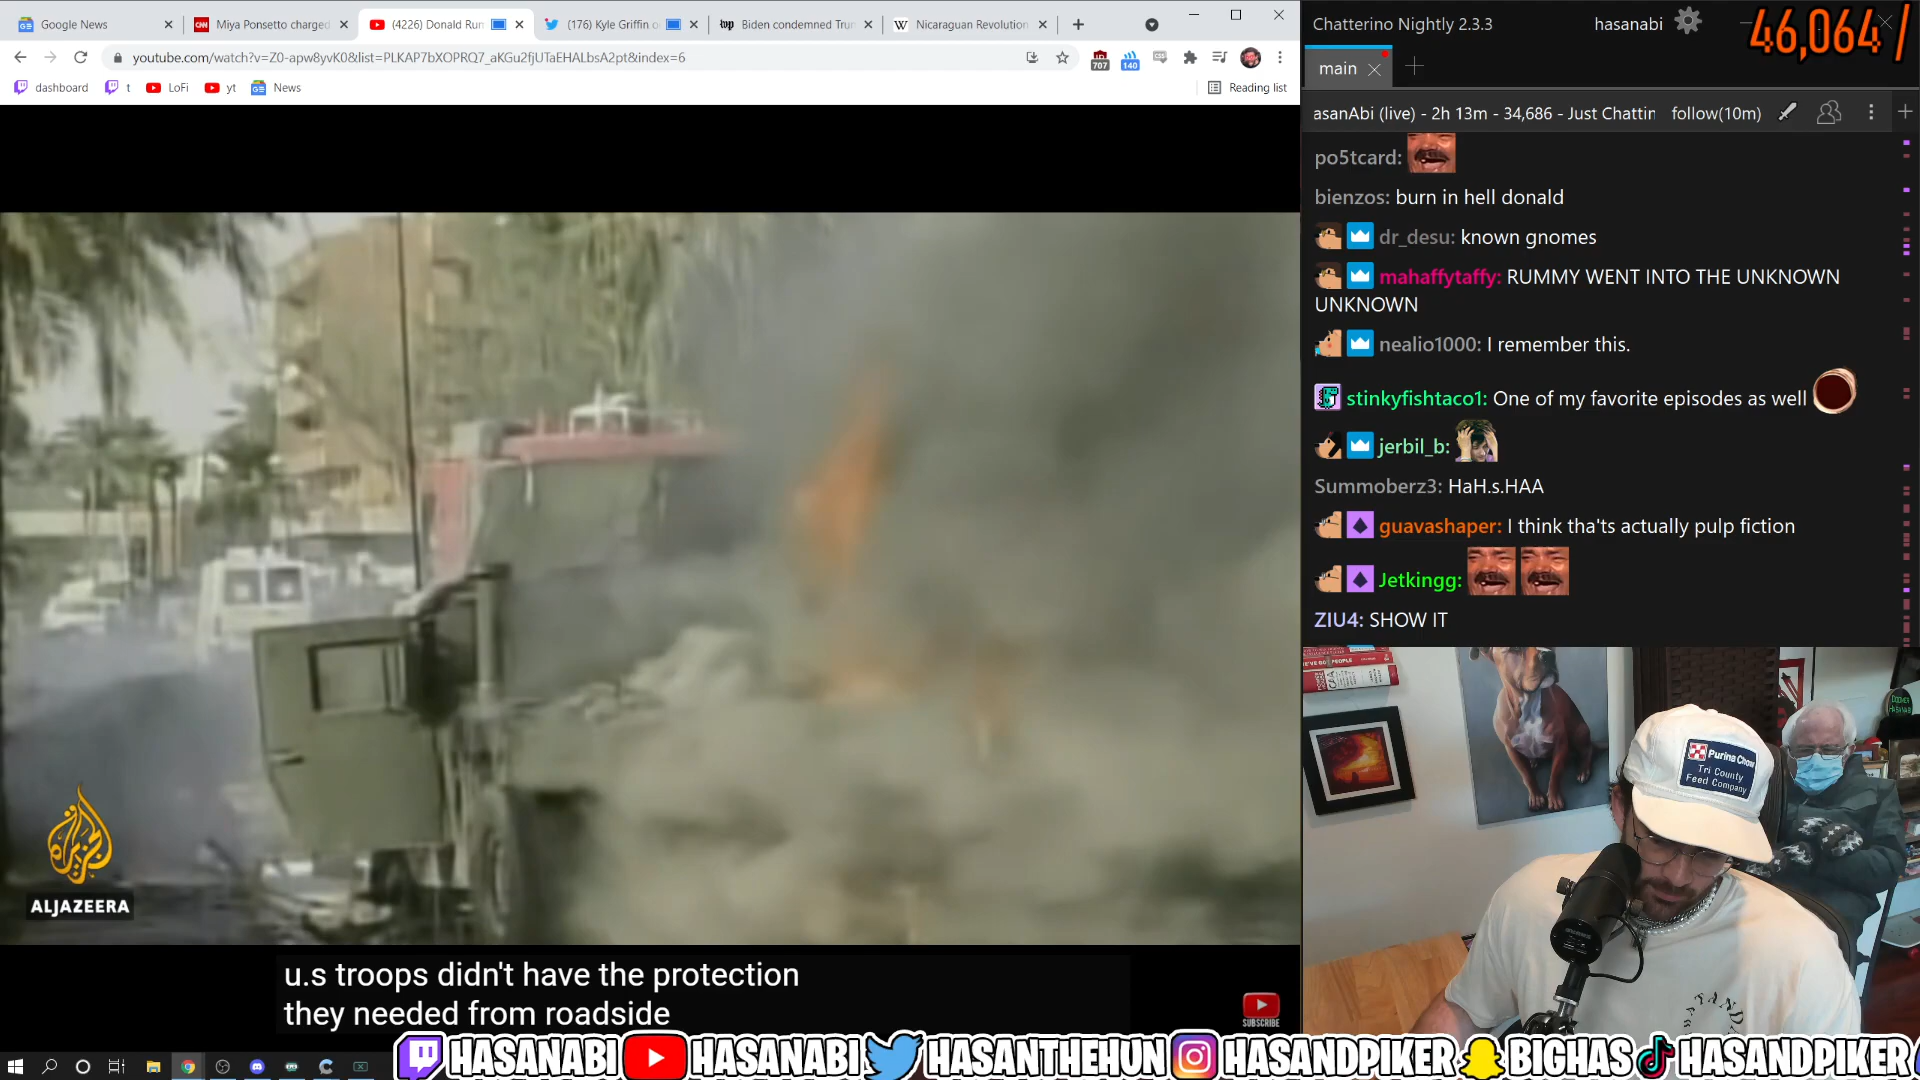 Google News
Miya Ponsetto charged
(4226) Donald Rum
(176) Kyle Griffin o
Biden condemned Trum
Nicaraguan Revolution
youtube.com/watch?v=Z0-apw8yvK0&list=PLKAP7bXOPRQ7_aKGu2fjUTaEHALbsA2pt&index=6
707
140
dashboard
t
LoFi
yt
News
Reading list
ALJAZEERA
u.s troops didn't have the protection
they needed from roadside
SUBSCRIBE
Chatterino Nightly 2.3.3
hasanabi
46,064 /
main
asanAbi (live) - 2h 13m - 34,686 - Just Chattin
follow(10m)
po5tcard:
bienzos: burn in hell donald
dr_desu: known gnomes
mahaffytaffy: RUMMY WENT INTO THE UNKNOWN
UNKNOWN
nealio1000: I remember this.
stinkyfishtaco1: One of my favorite episodes as well
jerbil_b:
Summoberz3: HaH.s.HAA
guavashaper: I think tha'ts actually pulp fiction
Jetkingg:
ZIU4: SHOW IT
Purina Chow
Tri County
Feed Company
HASANABI
HASANABI
HASANTHEHUN
HASANDPIKER
BIGHAS
HASANDPIKER